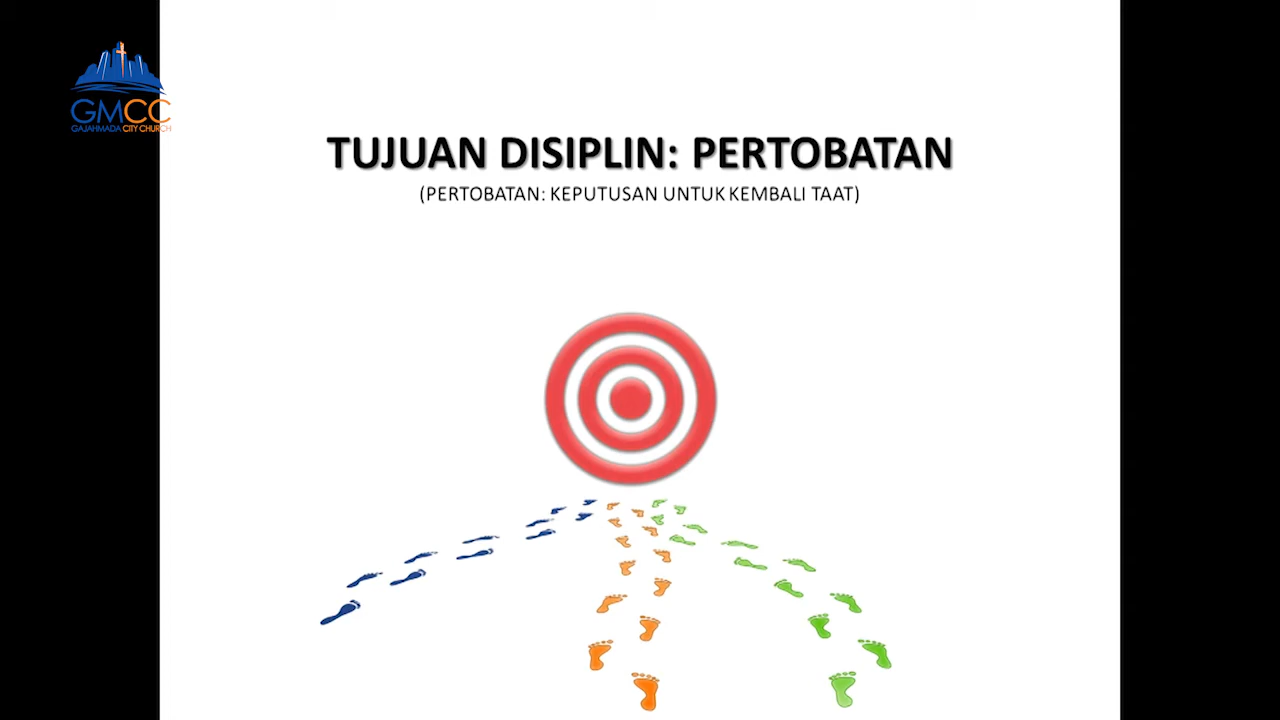 GMCC
GAJAHMADA CITY CHURCH
TUJUAN DISIPLIN: PERTOBATAN
(PERTOBATAN: KEPUTUSAN UNTUK KEMBALI TAAT)